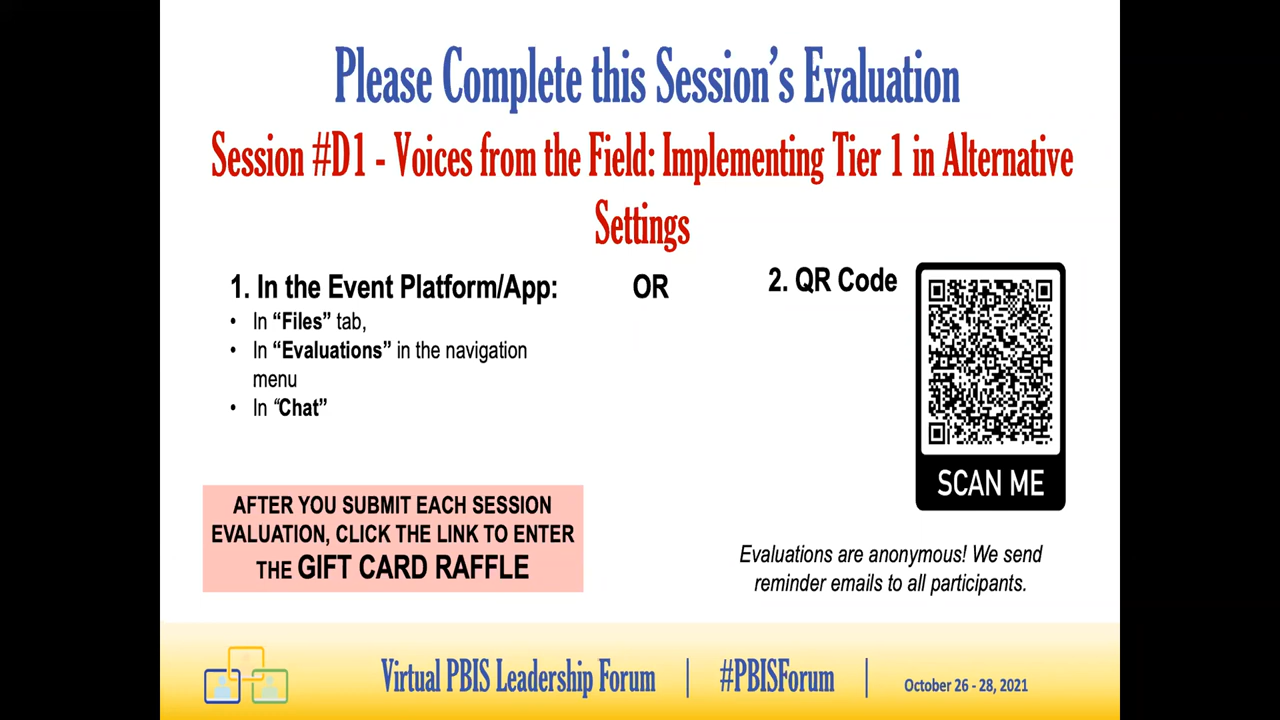 Please Complete this Session's Evaluation
Session #D1 - Voices from the Field: Implementing Tier 1 in Alternative
Settings
1. In the Event Platform/App:
• In “Files” tab,
• In “Evaluations” in the navigation
menu
• In “Chat”
OR
2. QR Code
SCAN ME
AFTER YOU SUBMIT EACH SESSION
EVALUATION, CLICK THE LINK TO ENTER
THE GIFT CARD RAFFLE
Evaluations are anonymous! We send
reminder emails to all participants.
Virtual PBIS Leadership Forum | #PBISForum | October 26 - 28, 2021